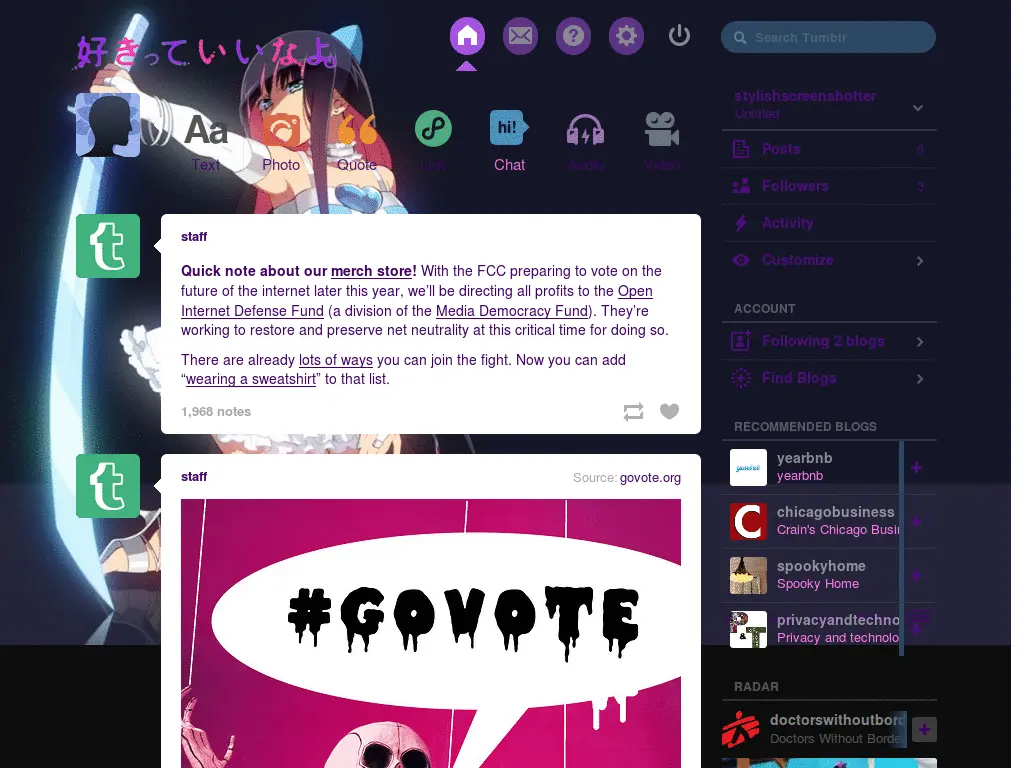 好きっていいなよ
Search Tumblr
stylishscreenshotter
Untitled
Aa
hi!
Text
Photo
Quote
Link
Chat
Audio
Video
Posts
6
Followers
3
Activity
Customize
ACCOUNT
Following 2 blogs
Find Blogs
RECOMMENDED BLOGS
yearbnb
yearbnb
chicagobusiness
Crain's Chicago Busi
spookyhome
Spooky Home
privacyandtechno
Privacy and technolo
RADAR
doctorswithoutbord
Doctors Without Borde
staff
Quick note about our merch store! With the FCC preparing to vote on the
future of the internet later this year, we’ll be directing all profits to the Open
Internet Defense Fund (a division of the Media Democracy Fund). They’re
working to restore and preserve net neutrality at this critical time for doing so.
There are already lots of ways you can join the fight. Now you can add
“wearing a sweatshirt” to that list.
1,968 notes
staff
Source: govote.org
#GOVOTE